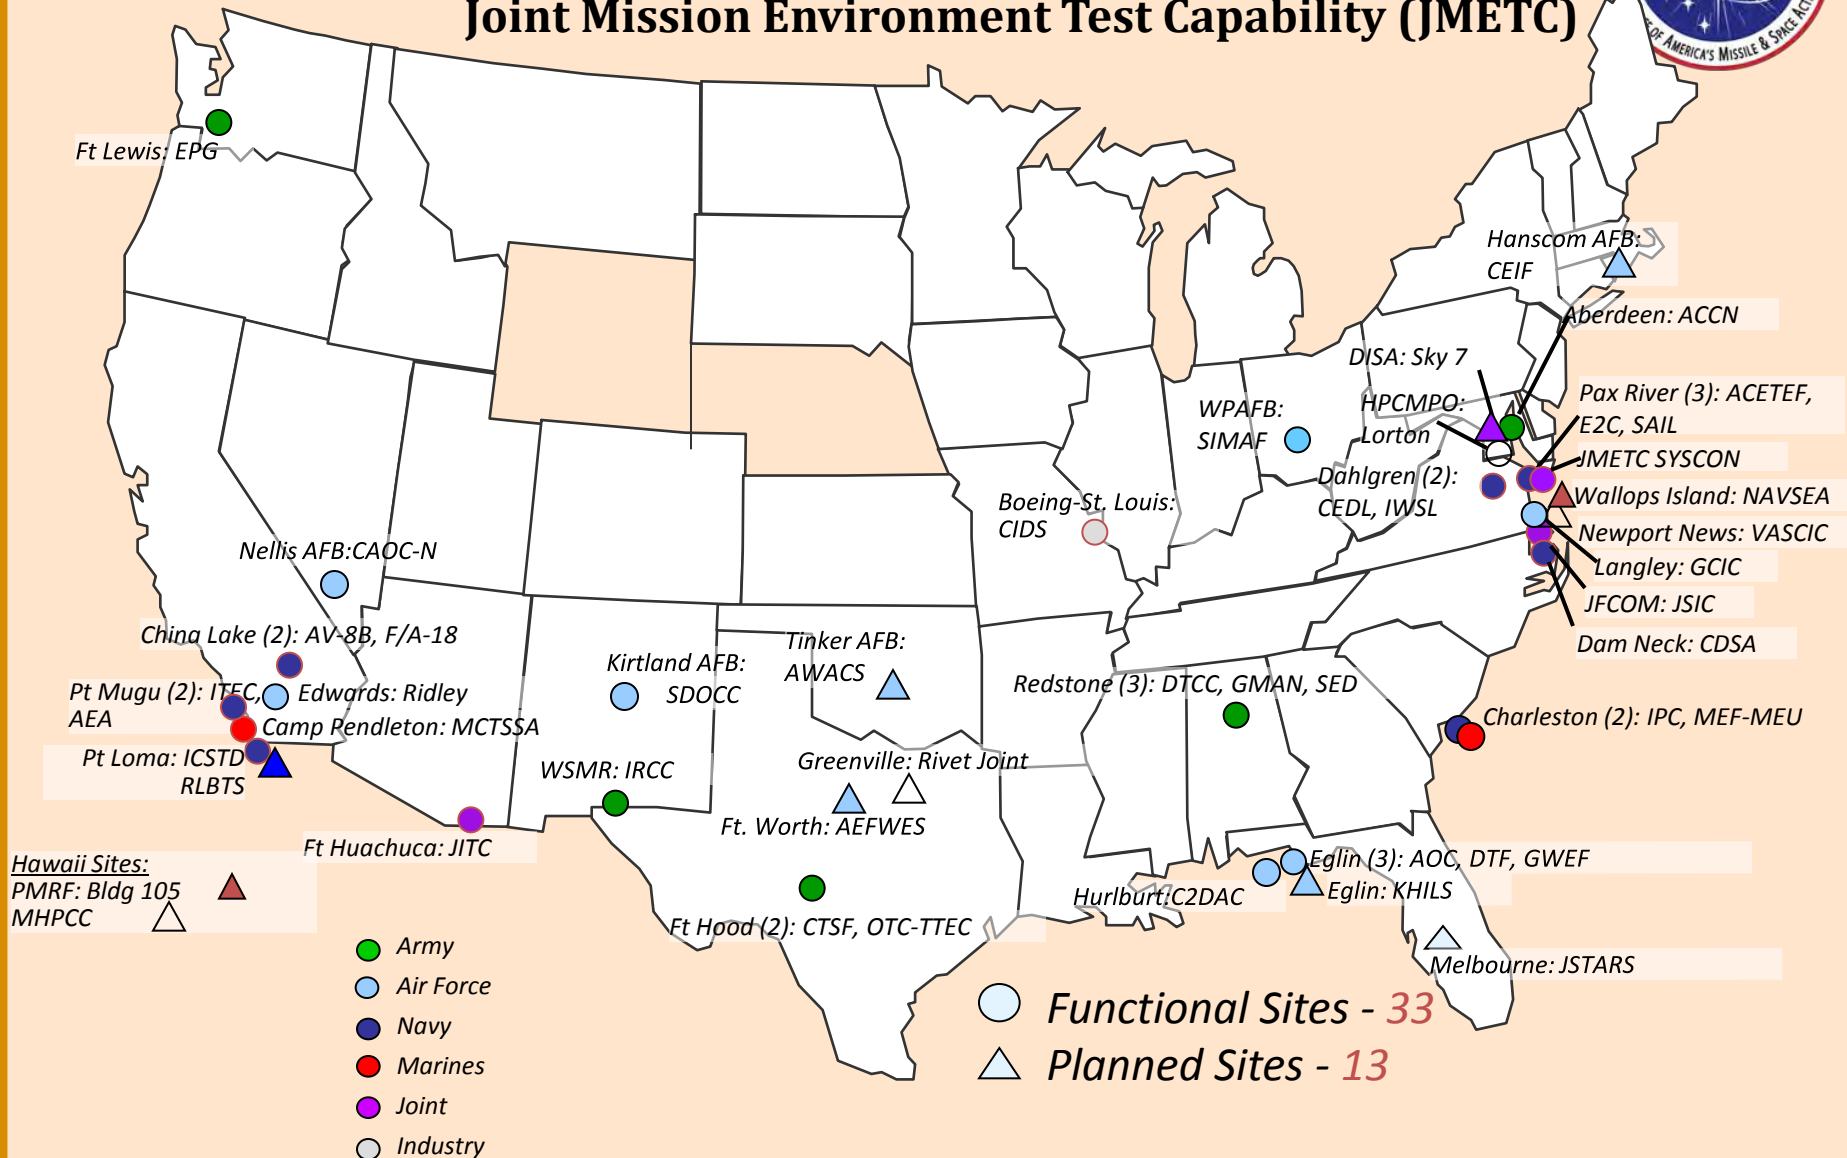 Joint Mission Environment Test Capability (JMETC)
OF AMERICA'S MISSILE & SPACE
Ft Lewis: EPG
Hanscom AFB:
CEIF
Aberdeen: ACCN
DISA: Sky 7
Pax River (3): ACETEF,
E2C, SAIL
HPCMPO:
Lorton
WPAFB:
SIMAF
JMETC SYSCON
Dahlgren (2):
CEDL, IWSL
Wallops Island: NAVSEA
Boeing-St. Louis:
CIDS
Newport News: VASCIC
Langley: GCIC
JFCOM: JSIC
Dam Neck: CDSA
Nellis AFB:CAOC-N
China Lake (2): AV-8B, F/A-18
Tinker AFB:
AWACS
Kirtland AFB:
SDOCC
Pt Mugu (2): ITEC,
AEA
Edwards: Ridley
Redstone (3): DTCC, GMAN, SED
Camp Pendleton: MCTSSA
Charleston (2): IPC, MEF-MEU
Pt Loma: ICSTD
RLBTS
WSMR: IRCC
Greenville: Rivet Joint
Ft. Worth: AEFWES
Ft Huachuca: JITC
Hawaii Sites:
PMRF: Bldg 105
MHPCC
Eglin (3): AOC, DTF, GWEF
Eglin: KHILS
Hurlburt:C2DAC
Ft Hood (2): CTSF, OTC-TTEC
Melbourne: JSTARS
Army
Air Force
Navy
Marines
Joint
Industry
Functional Sites - 33
Planned Sites - 13